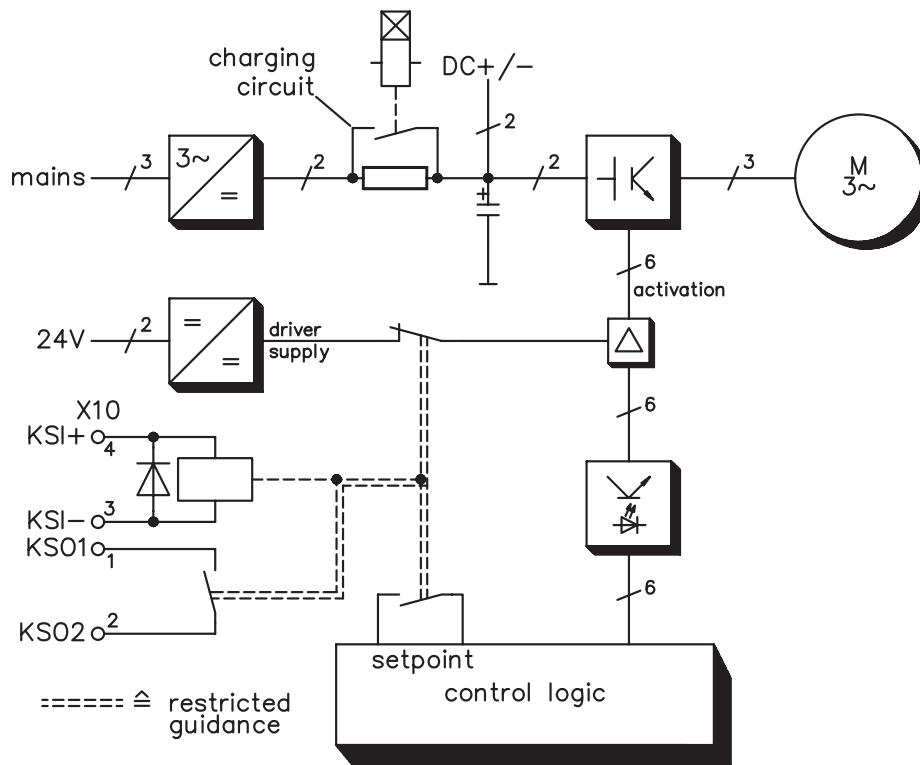 charging
circuit
DC+/−
2
mains
3
3~
=
2
+
2
3
M
3~
6
activation
24V
2
=
=
driver
supply
6
X10
KSI+
4
KSI−
3
KSO1
1
KSO2
2
6
setpoint
control logic
≙ restricted
guidance